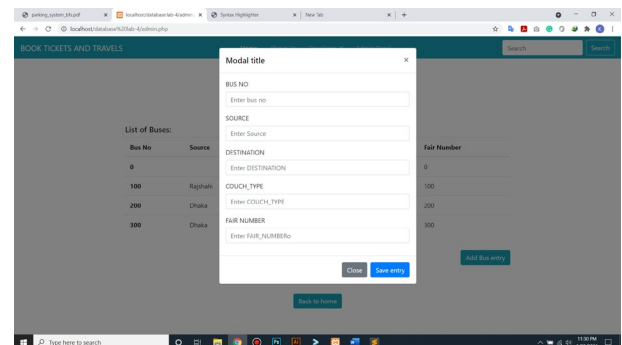 parking_system_bfs.pdf
localhost/database lab-4/admin.
Syntax Highlighter
New Tab
localhost/database%20lab-4/admin.php
BOOK TICKETS AND TRAVELS
Search
Search
Modal title
BUS NO
Enter bus no
SOURCE
Enter Source
DESTINATION
Enter DESTINATION
COUCH_TYPE
Enter COUCH_TYPE
FAIR NUMBER
Enter FAIR_NUMBERo
Close Save entry
List of Buses:
Bus No Source Fair Number
0 0
100 Rajshahi 100
200 Dhaka 200
300 Dhaka 300
Add Bus entry
Back to home
Type here to search
11:30 PM